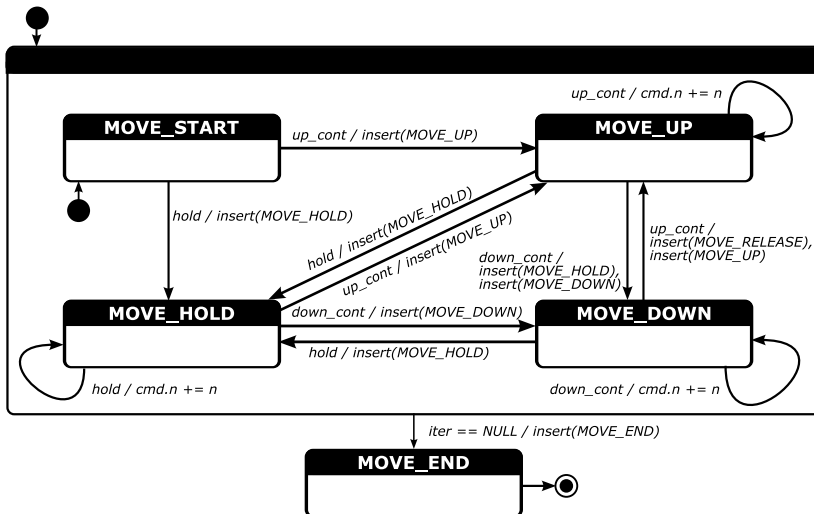 up_cont / cmd.n += n
MOVE_START
up_cont / insert(MOVE_UP)
MOVE_UP
hold / insert(MOVE_HOLD)
hold / insert(MOVE_HOLD)
up_cont / insert(MOVE_UP)
down_cont /
insert(MOVE_HOLD),
insert(MOVE_DOWN)
up_cont /
insert(MOVE_RELEASE),
insert(MOVE_UP)
MOVE_HOLD
down_cont / insert(MOVE_DOWN)
MOVE_DOWN
hold / insert(MOVE_HOLD)
hold / cmd.n += n
down_cont / cmd.n += n
iter == NULL / insert(MOVE_END)
MOVE_END